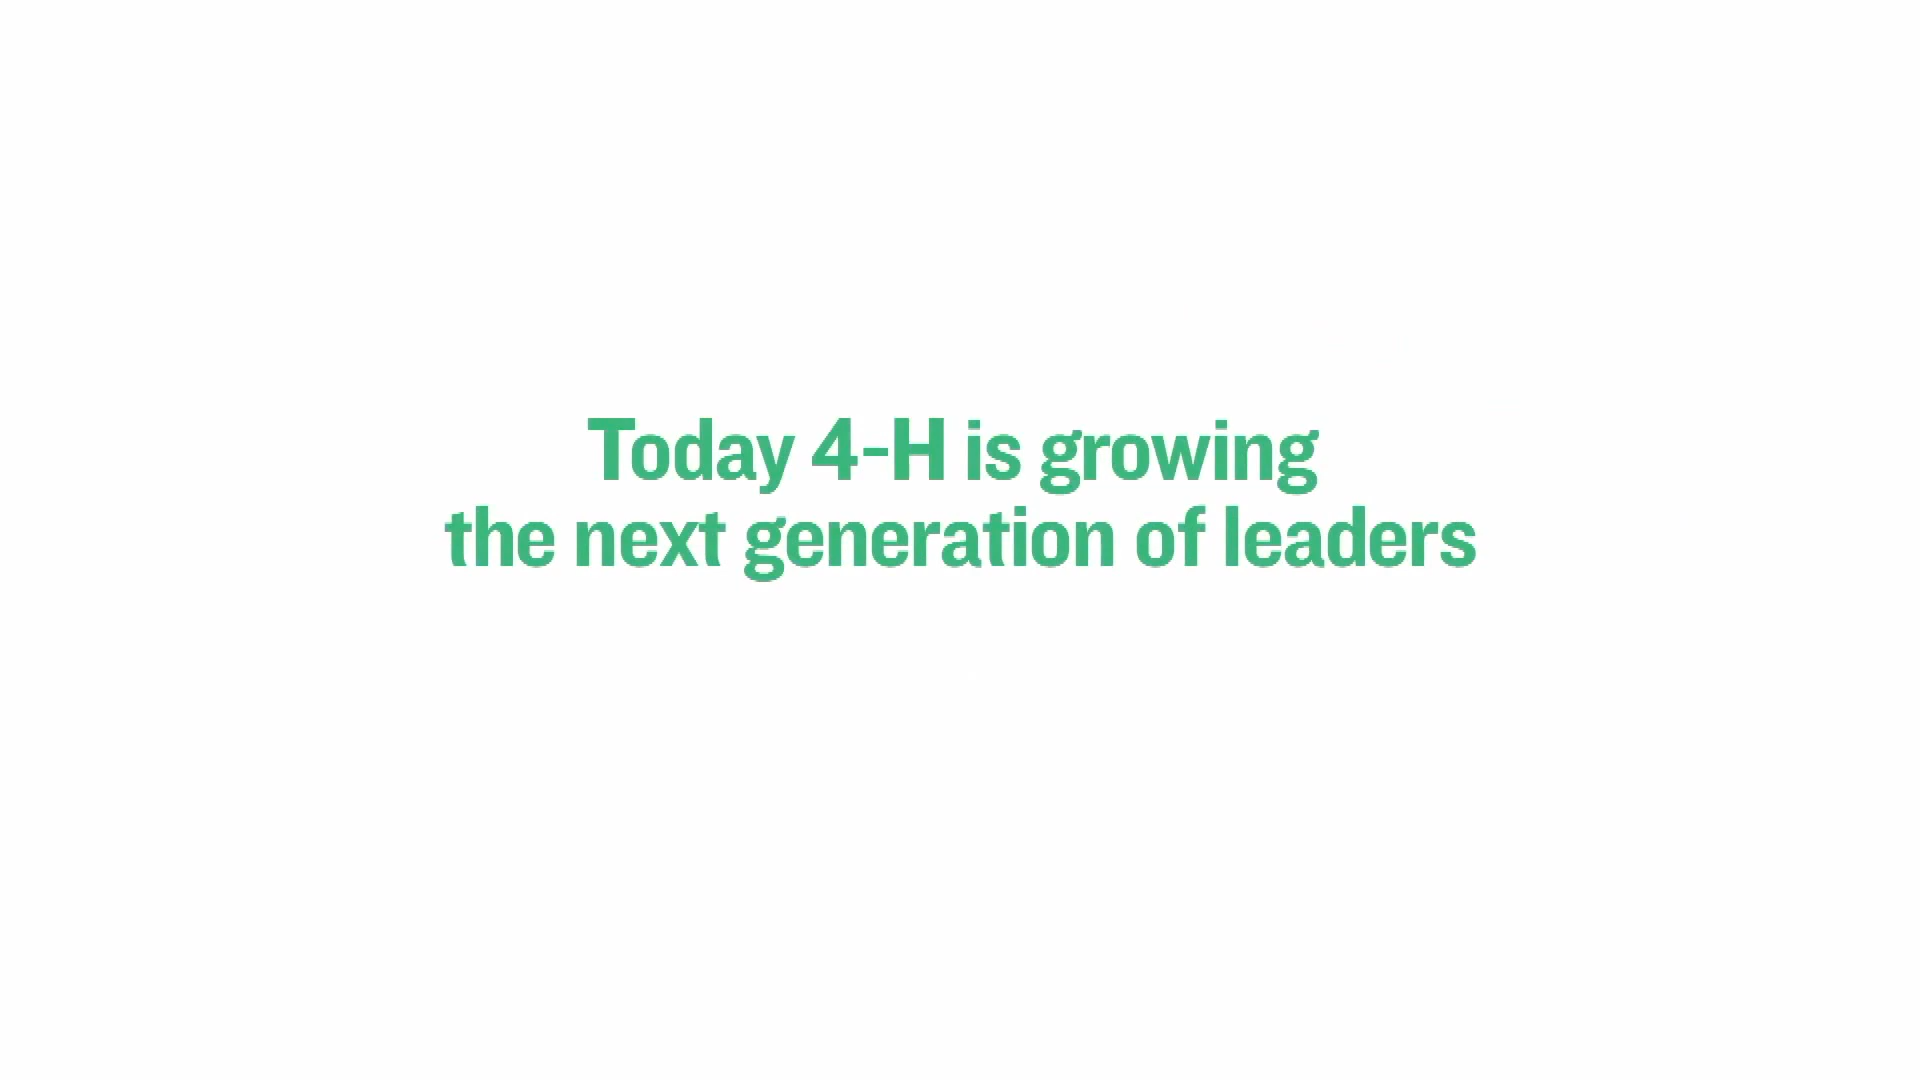 Today 4-H is growing
the next generation of leaders